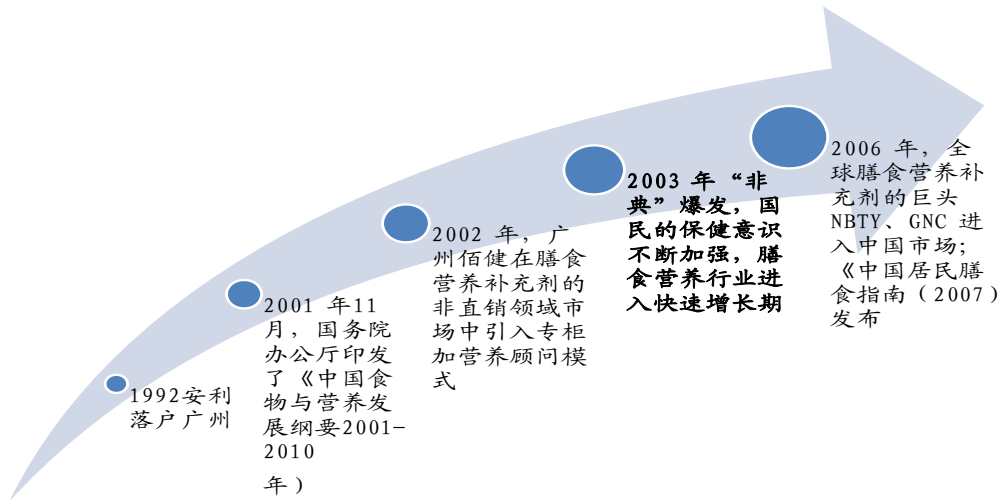 1992安利
落户广州
2001 年11
月，国务院
办公厅印发
了《中国食
物与营养发
展纲要2001-
2010
年）
2002 年，广
州佰健在膳食
营养补充剂的
非直销领域市
场中引入专柜
加营养顾问模
式
2003 年“非
典”爆发，国
民的保健意识
不断加强，膳
食营养行业进
入快速增长期
2006 年，全
球膳食营养补
充剂的巨头
NBTY、GNC 进
入中国市场；
《中国居民膳
食指南（2007）
发布